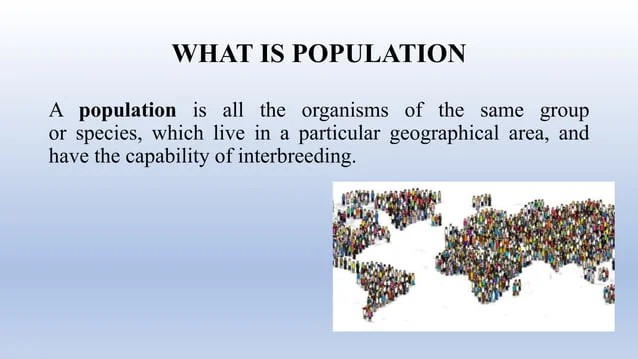 WHAT IS POPULATION
A population is all the organisms of the same group
or species, which live in a particular geographical area, and
have the capability of interbreeding.